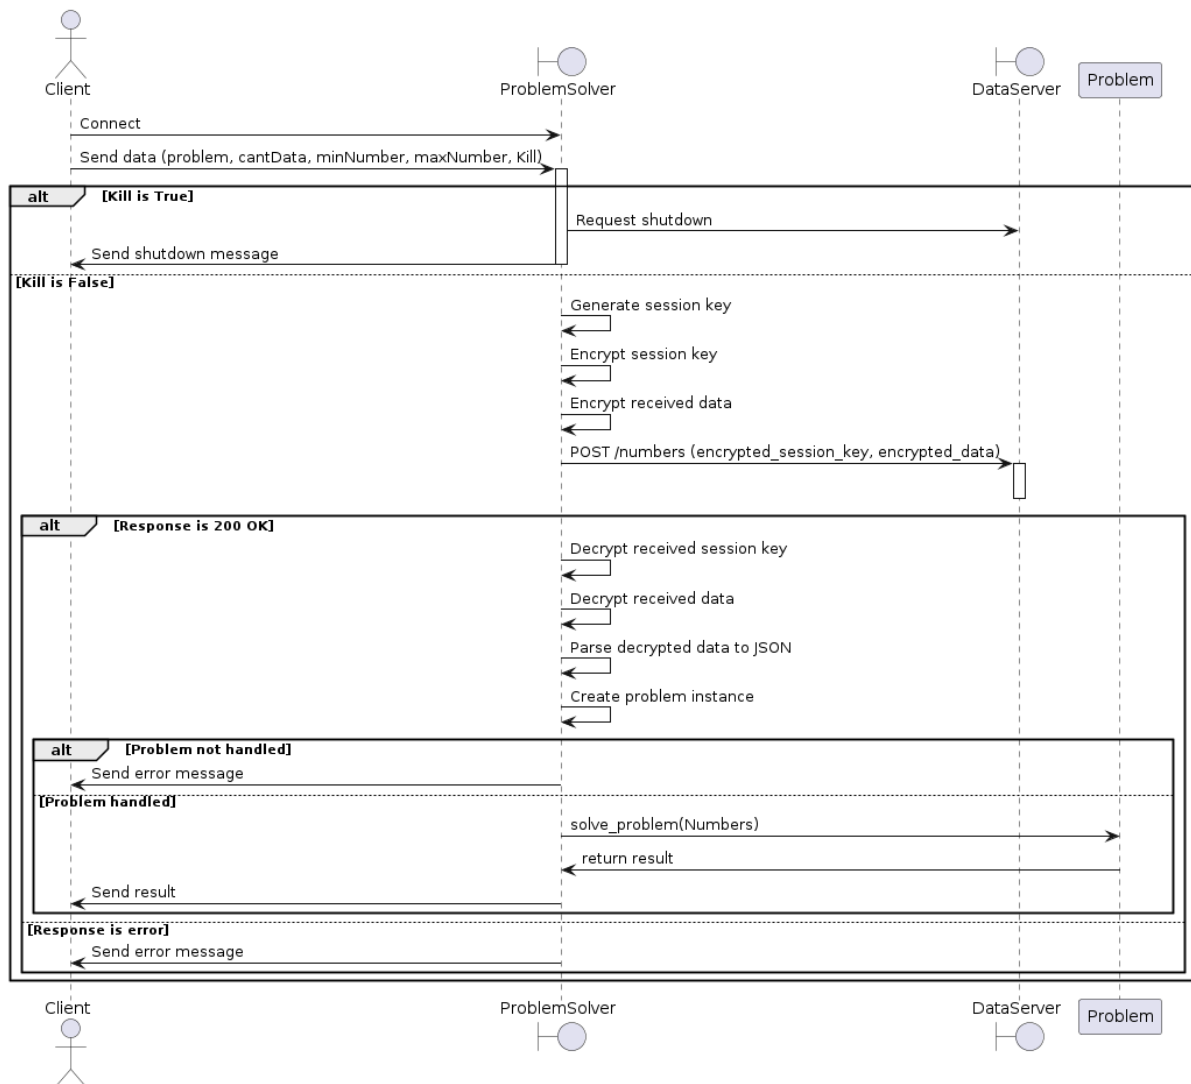 Client
ProblemSolver
DataServer
Problem
Connect
Send data (problem, cantData, minNumber, maxNumber, Kill)
alt
[Kill is True]
Request shutdown
Send shutdown message
[Kill is False]
Generate session key
Encrypt session key
Encrypt received data
POST /numbers (encrypted_session_key, encrypted_data)
alt
[Response is 200 OK]
Decrypt received session key
Decrypt received data
Parse decrypted data to JSON
Create problem instance
alt
[Problem not handled]
Send error message
[Problem handled]
solve_problem(Numbers)
return result
Send result
[Response is error]
Send error message
Client
ProblemSolver
DataServer
Problem